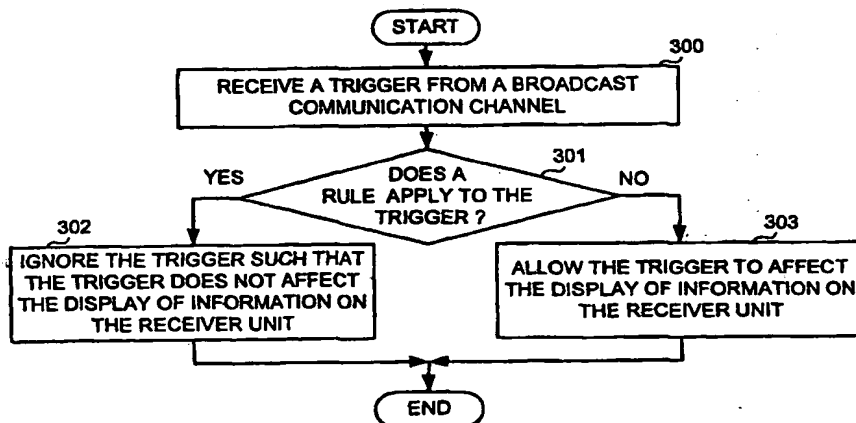 START
300
RECEIVE A TRIGGER FROM A BROADCAST
COMMUNICATION CHANNEL
301
DOES A
RULE APPLY TO THE
TRIGGER ?
YES
NO
302
IGNORE THE TRIGGER SUCH THAT
THE TRIGGER DOES NOT AFFECT
THE DISPLAY OF INFORMATION ON
THE RECEIVER UNIT
303
ALLOW THE TRIGGER TO AFFECT
THE DISPLAY OF INFORMATION ON
THE RECEIVER UNIT
END